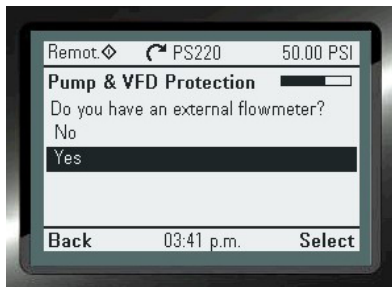 Remot. PS220 50.00 PSI
Pump & VFD Protection
Do you have an external flowmeter?
No
Yes
Back 03:41 p.m. Select